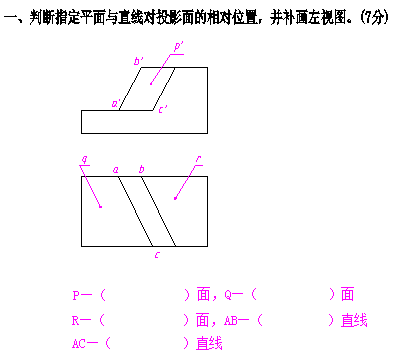 一、判断指定平面与直线对投影面的相对位置，并补画左视图。(7分)
p'
b'
a'
c'
q
a
b
r
c
P—（ ）面，Q—（ ）面
R—（ ）面，AB—（ ）直线
AC—（ ）直线